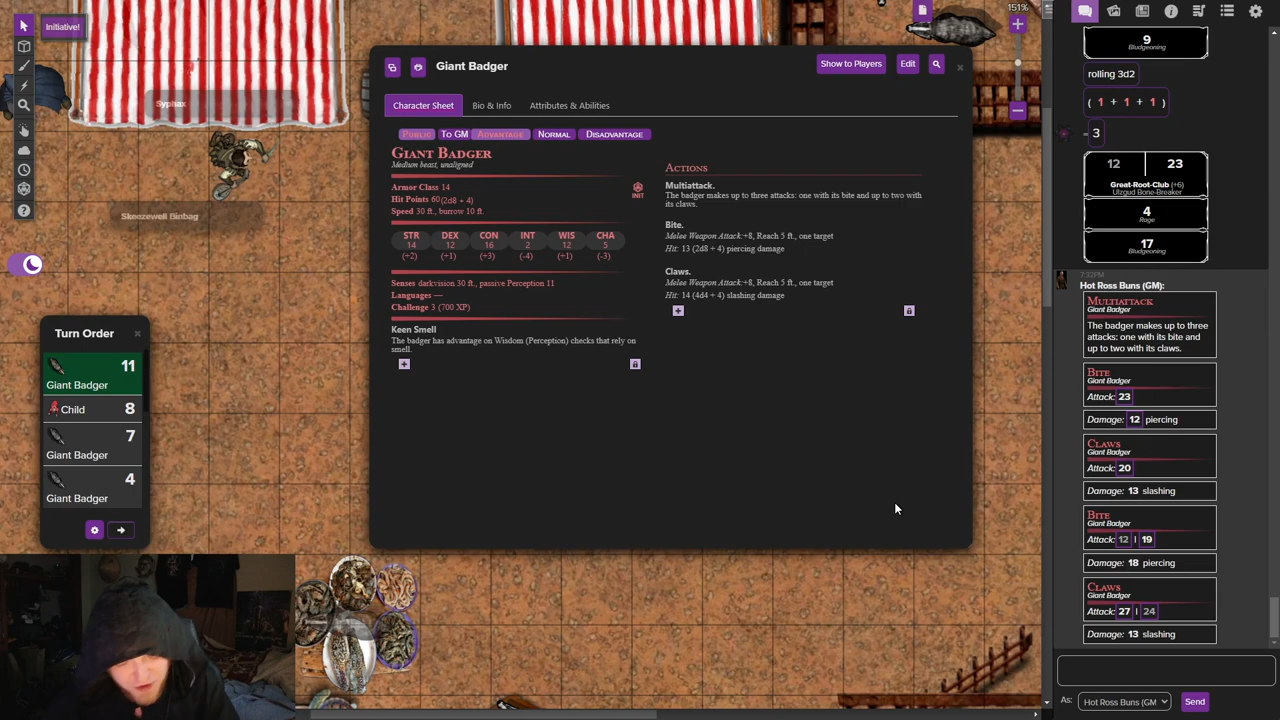 Initiative!
151%
Syphax
Skeezewell Binbag
Giant Badger
Show to Players
Edit
Character Sheet
Bio & Info
Attributes & Abilities
Public
To GM
Advantage
Normal
Disadvantage
Giant Badger
Medium beast, unaligned
Armor Class 14
Hit Points 60(2d8 + 4)
Speed 30 ft., burrow 10 ft.
INIT
STR DEX CON INT WIS CHA
14 12 16 2 12 5
(+2) (+1) (+3) (-4) (+1) (-3)
Senses darkvision 30 ft., passive Perception 11
Languages —
Challenge 3 (700 XP)
Keen Smell
The badger has advantage on Wisdom (Perception) checks that rely on
smell.
Actions
Multiattack.
The badger makes up to three attacks: one with its bite and up to two with
its claws.
Bite.
Melee Weapon Attack:+8, Reach 5 ft., one target
Hit: 13 (2d8 + 4) piercing damage
Claws.
Melee Weapon Attack:+8, Reach 5 ft., one target
Hit: 14 (4d4 + 4) slashing damage
Turn Order
11
Giant Badger
Child 8
7
Giant Badger
4
Giant Badger
9
Bludgeoning
rolling 3d2
( 1 + 1 + 1 )
= 3
12 23
Great-Root-Club (+6)
Ulzgud Bone-Breaker
4
Rage
17
Bludgeoning
7:32PM
Hot Ross Buns (GM):
Multiattack
Giant Badger
The badger makes up to three
attacks: one with its bite and
up to two with its claws.
Bite
Giant Badger
Attack: 23
Damage: 12 piercing
Claws
Giant Badger
Attack: 20
Damage: 13 slashing
Bite
Giant Badger
Attack: 12 | 19
Damage: 18 piercing
Claws
Giant Badger
Attack: 27 | 24
Damage: 13 slashing
As: Hot Ross Buns (GM
Send